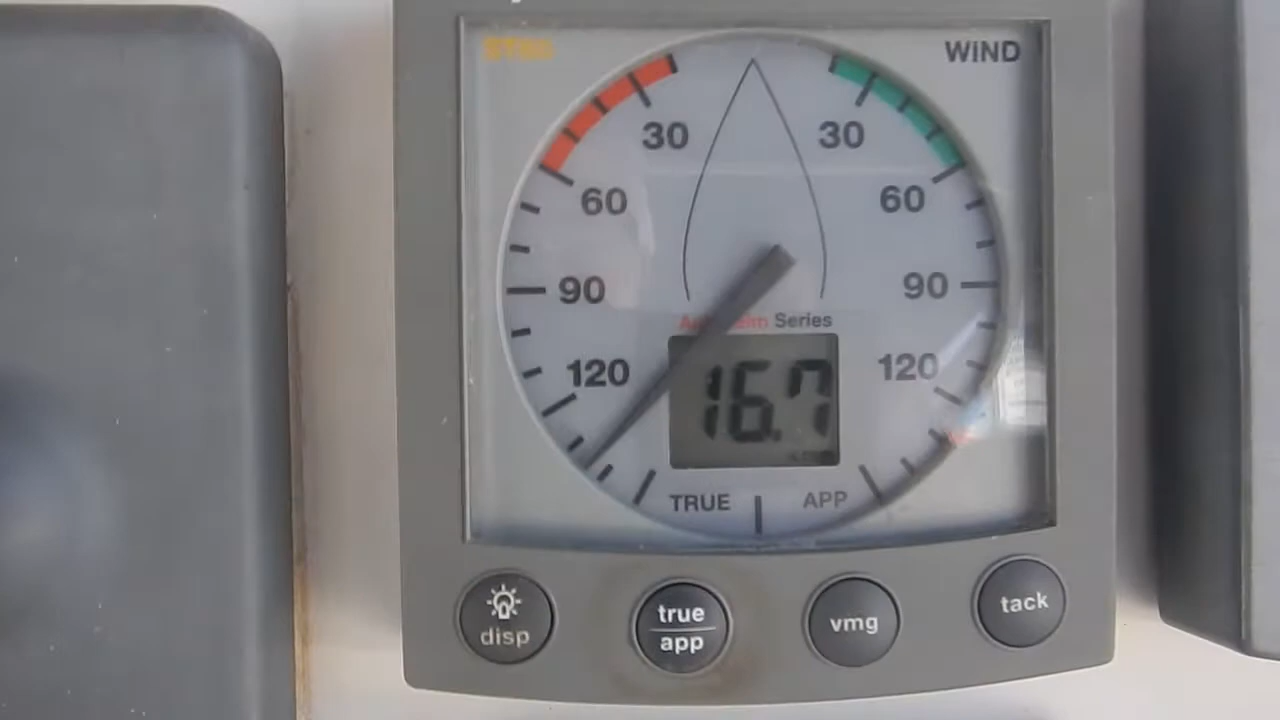 ST60
WIND
30 30
60 60
90 90
120 120
Series
16.7
TRUE APP
disp
true
app
vmg
tack